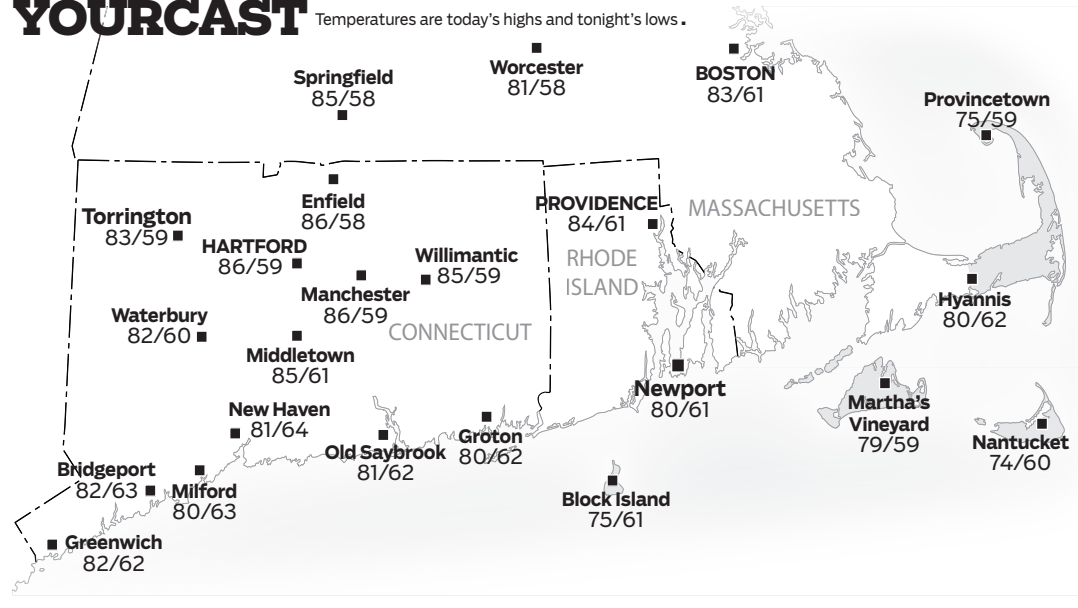 YOURCAST
Temperatures are today's highs and tonight's lows.
Springfield
85/58
Worcester
81/58
BOSTON
83/61
Provincetown
75/59
Enfield
86/58
Torrington
83/59
HARTFORD
86/59
Manchester
86/59
Willimantic
85/59
PROVIDENCE
84/61
MASSACHUSETTS
RHODE
ISLAND
Hyannis
80/62
Waterbury
82/60
Middletown
85/61
CONNECTICUT
Newport
80/61
Martha's
Vineyard
79/59
Nantucket
74/60
New Haven
81/64
Old Saybrook
81/62
Groton
80/62
Bridgeport
82/63
Milford
80/63
Block Island
75/61
Greenwich
82/62